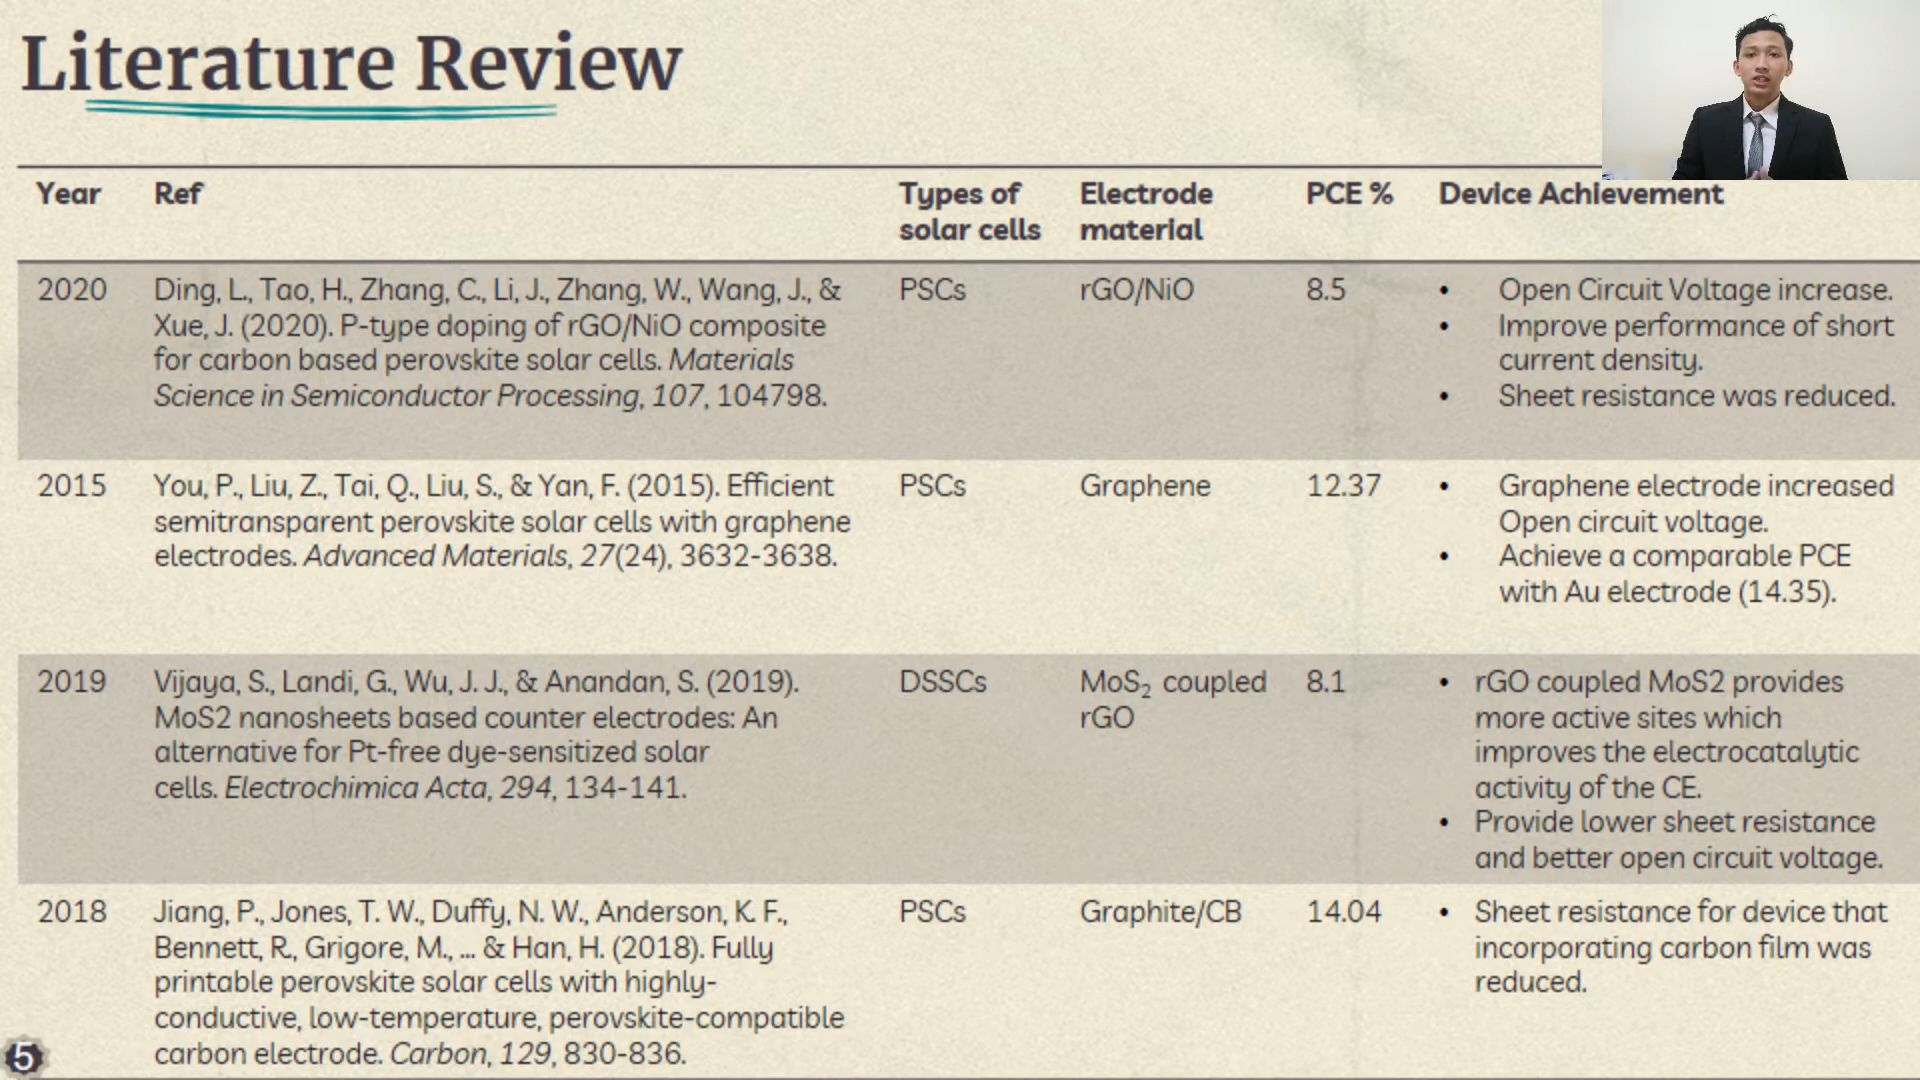 Literature Review
Year Ref Types of solar cells Electrode material PCE % Device Achievement
2020
Ding, L., Tao, H., Zhang, C., Li, J., Zhang, W., Wang, J., &
Xue, J. (2020). P-type doping of rGO/NiO composite
for carbon based perovskite solar cells. Materials
Science in Semiconductor Processing, 107, 104798.
PSCs
rGO/NiO
8.5
• Open Circuit Voltage increase.
• Improve performance of short
current density.
• Sheet resistance was reduced.
2015
You, P., Liu, Z., Tai, Q., Liu, S., & Yan, F. (2015). Efficient
semitransparent perovskite solar cells with graphene
electrodes. Advanced Materials, 27(24), 3632-3638.
PSCs
Graphene
12.37
• Graphene electrode increased
Open circuit voltage.
• Achieve a comparable PCE
with Au electrode (14.35).
2019
Vijaya, S., Landi, G., Wu, J. J., & Anandan, S. (2019).
MoS2 nanosheets based counter electrodes: An
alternative for Pt-free dye-sensitized solar
cells. Electrochimica Acta, 294, 134-141.
DSSCs
MoS₂ coupled
rGO
8.1
• rGO coupled MoS2 provides
more active sites which
improves the electrocatalytic
activity of the CE.
• Provide lower sheet resistance
and better open circuit voltage.
2018
Jiang, P., Jones, T. W., Duffy, N. W., Anderson, K. F.,
Bennett, R., Grigore, M., ... & Han, H. (2018). Fully
printable perovskite solar cells with highly-
conductive, low-temperature, perovskite-compatible
carbon electrode. Carbon, 129, 830-836.
PSCs
Graphite/CB
14.04
• Sheet resistance for device that
incorporating carbon film was
reduced.
5